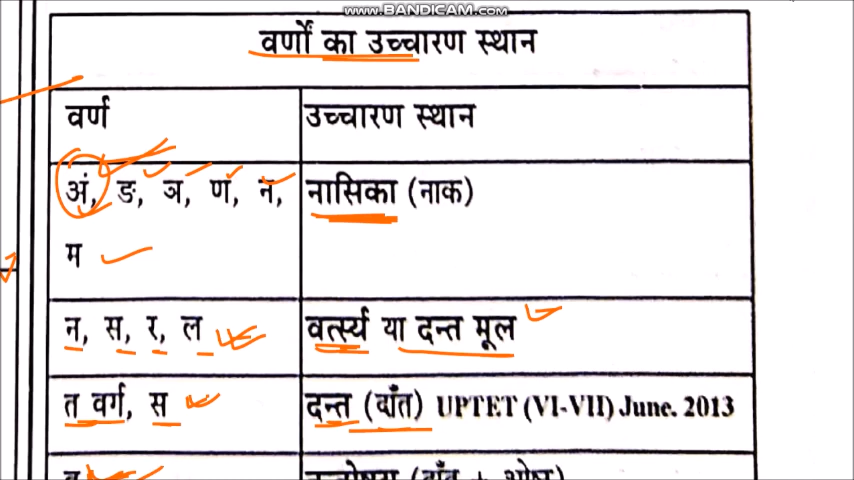 WWW.BANDICAM.COM
वर्णों का उच्चारण स्थान
वर्ण उच्चारण स्थान
अं, ङ, ञ, ण, न, नासिका (नाक)
म
न, स, र, ल वर्त्स्य या दन्त मूल
त वर्ग, स दन्त (दाँत) UPTET (VI-VII) June. 2013